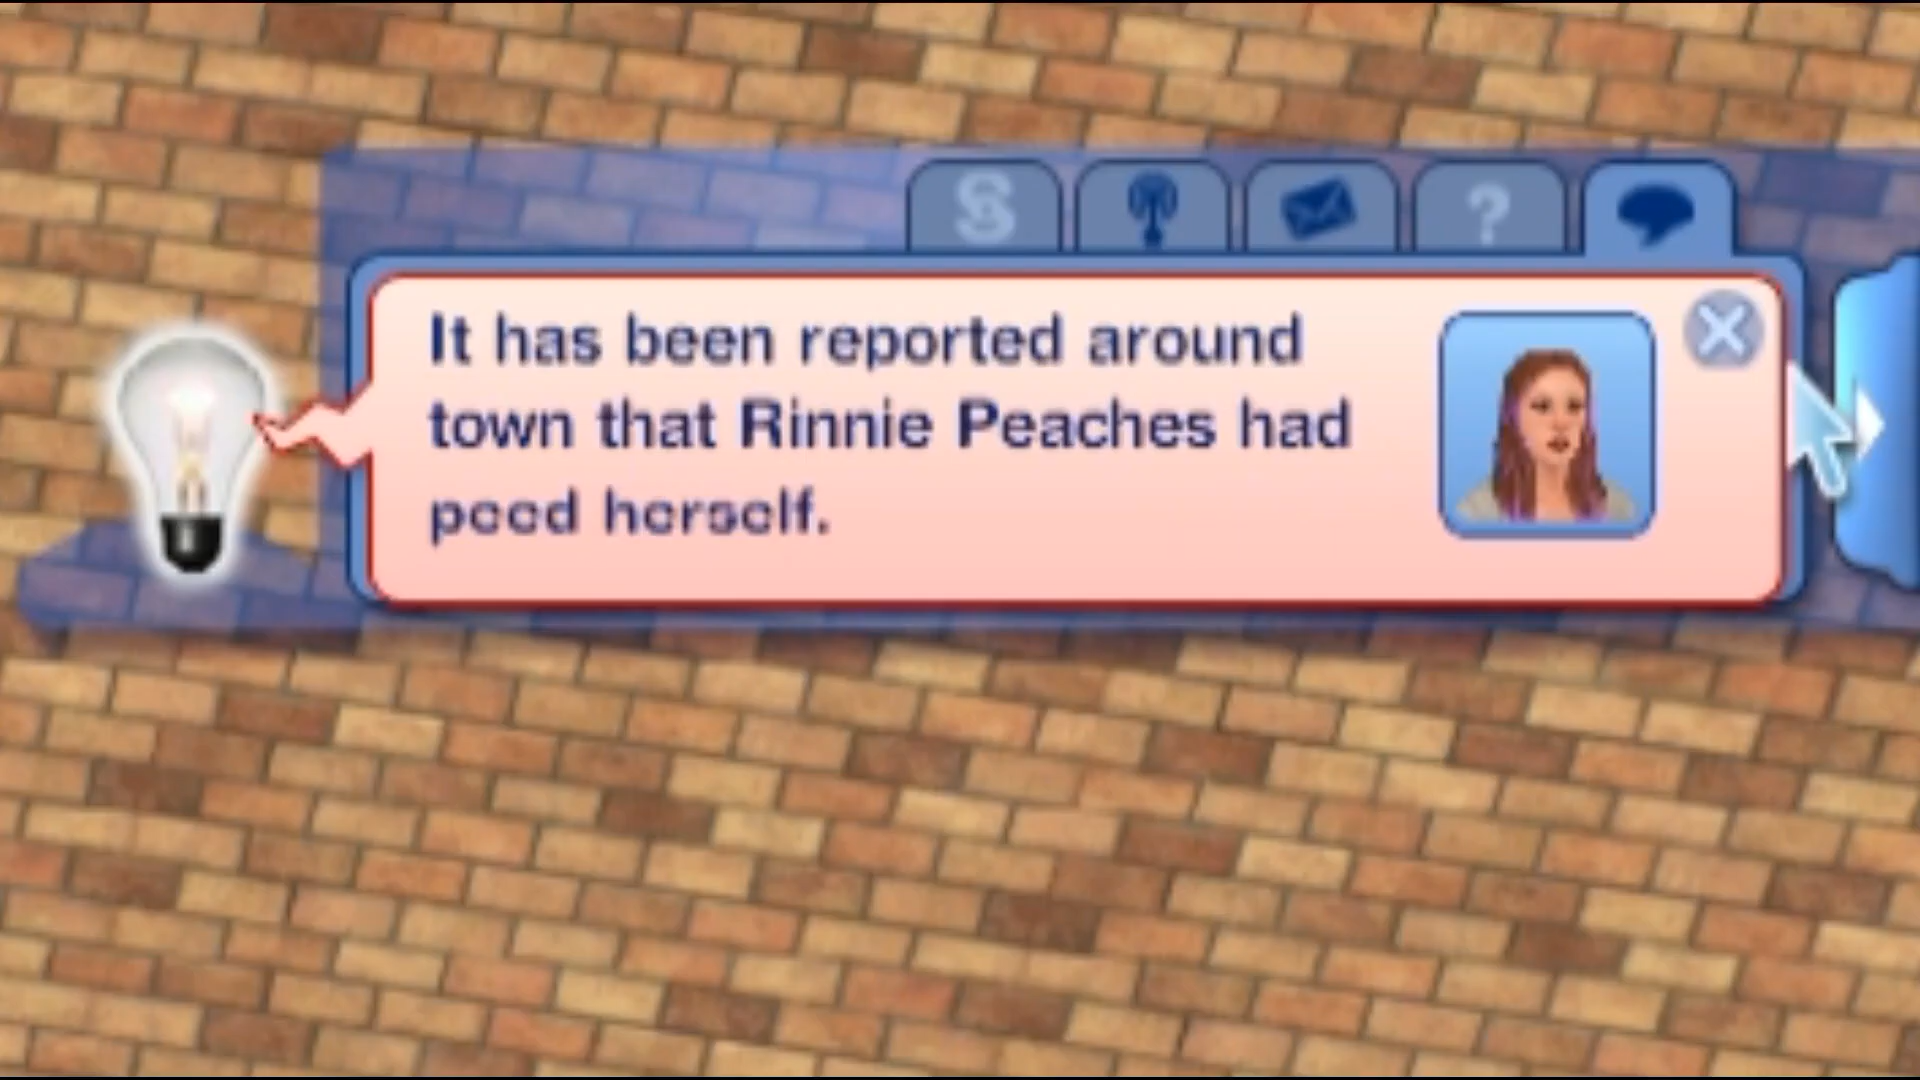 S
?
It has been reported around
town that Rinnie Peaches had
peed herself.